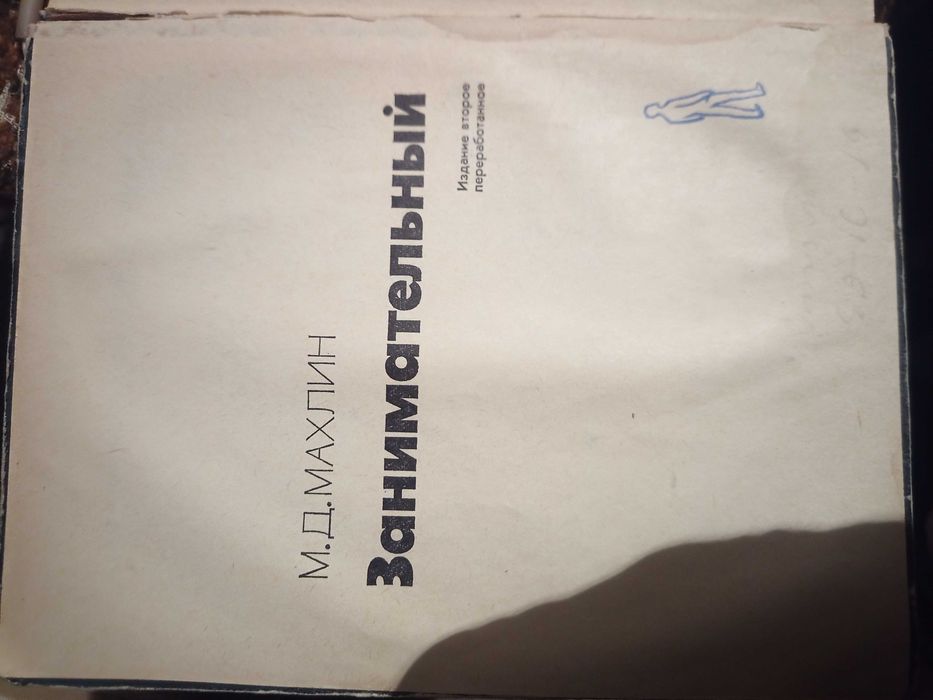 М.Д.МАХЛИН
Занимательный
Издание второе
переработанное